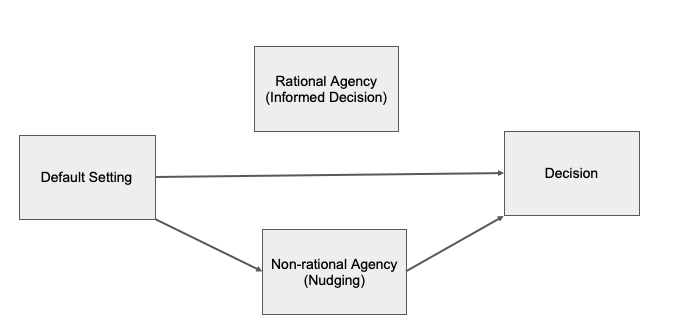 Rational Agency
(Informed Decision)
Default Setting
Decision
Non-rational Agency
(Nudging)